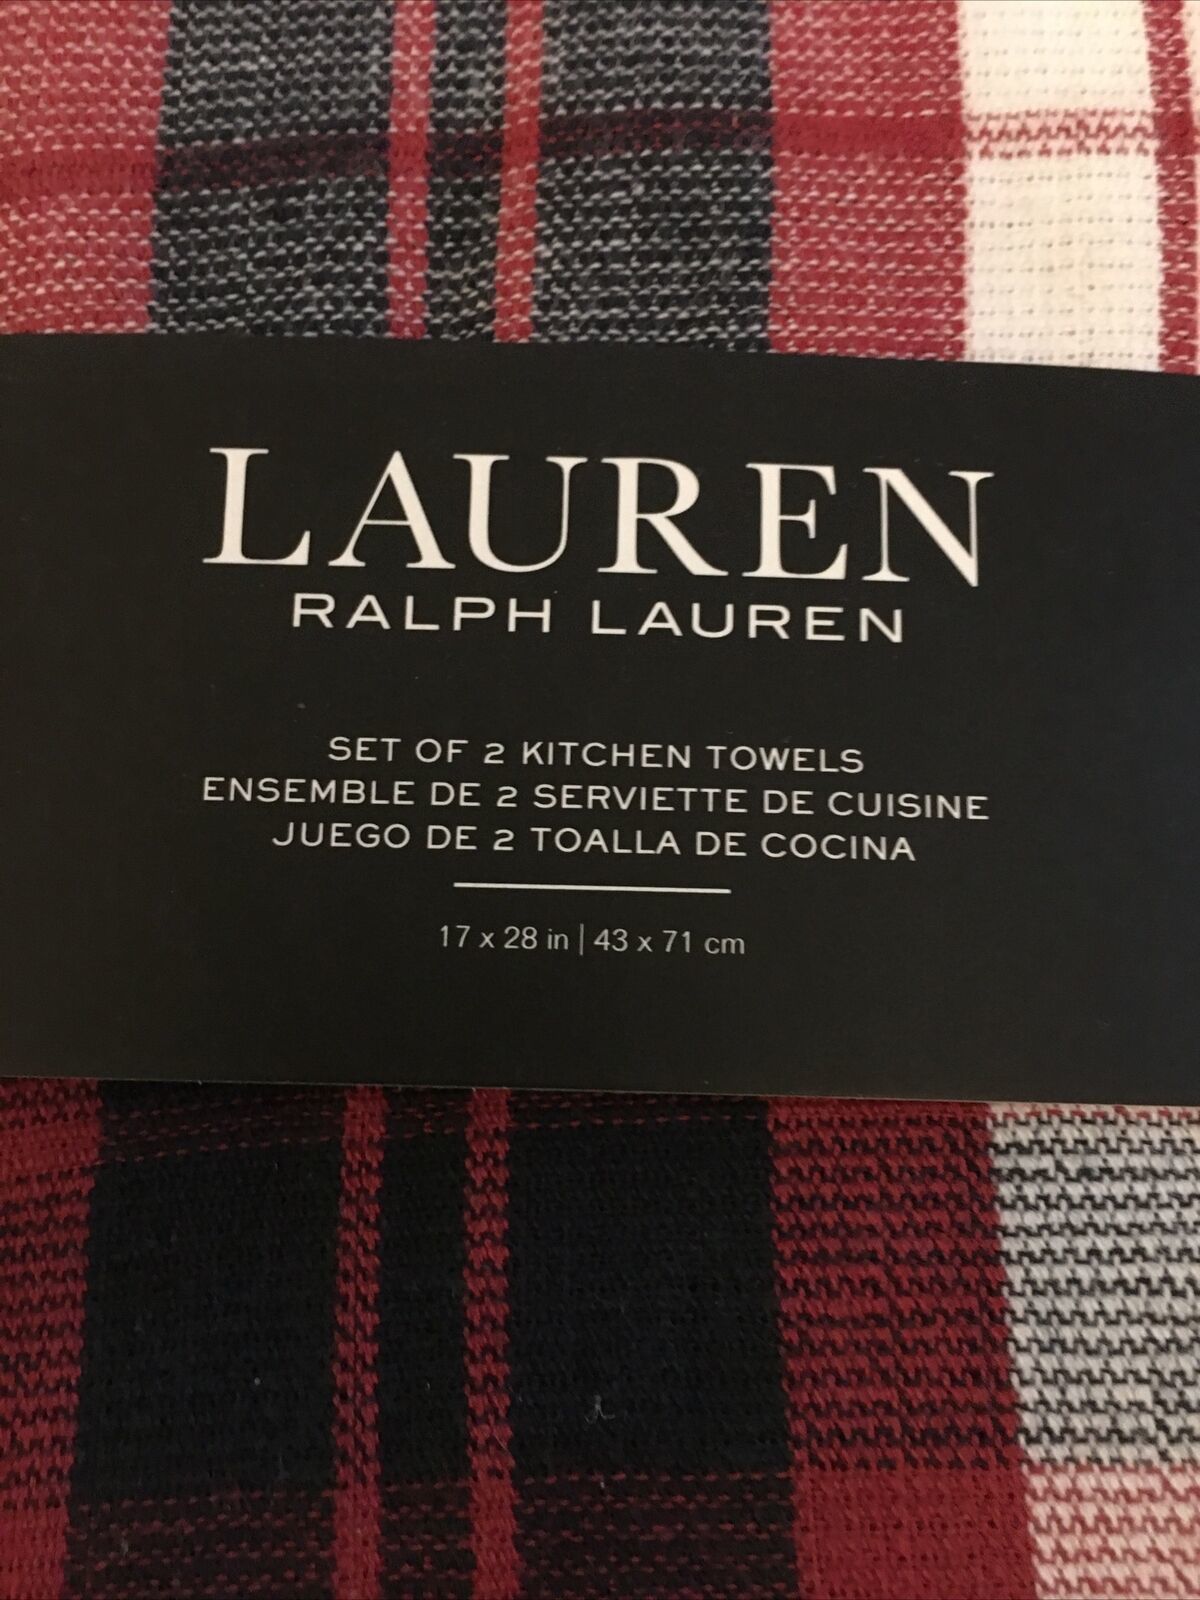 LAUREN
RALPH LAUREN
SET OF 2 KITCHEN TOWELS
ENSEMBLE DE 2 SERVIETTE DE CUISINE
JUEGO DE 2 TOALLA DE COCINA
17 x 28 in | 43 x 71 cm